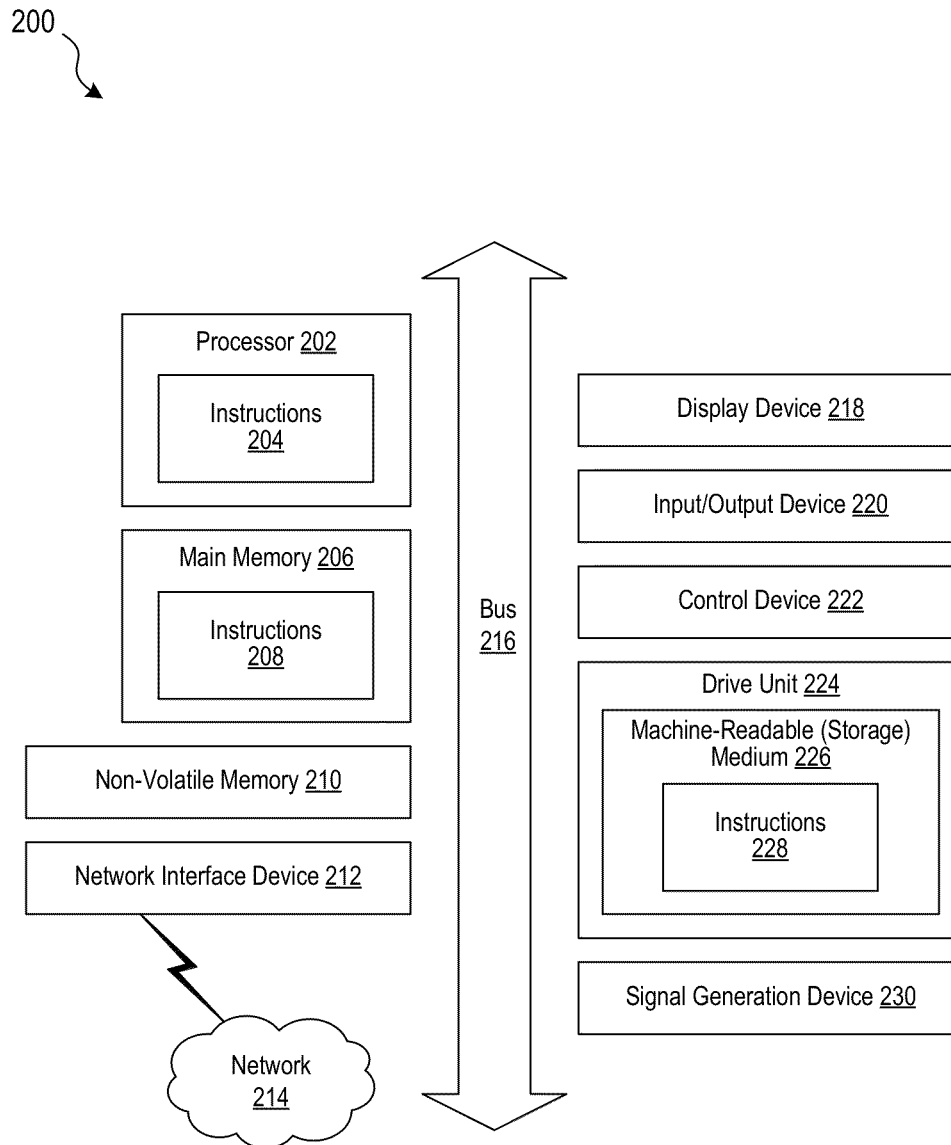 200
Processor 202
Instructions
204
Main Memory 206
Instructions
208
Non-Volatile Memory 210
Network Interface Device 212
Network
214
Bus
216
Display Device 218
Input/Output Device 220
Control Device 222
Drive Unit 224
Machine-Readable (Storage)
Medium 226
Instructions
228
Signal Generation Device 230